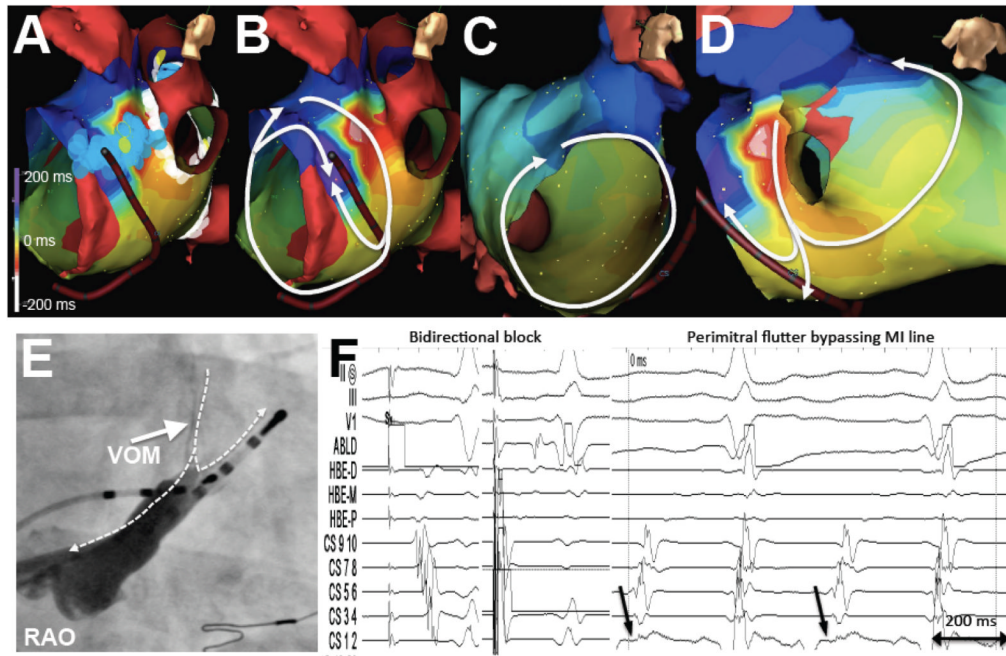 A
B
C
D
200 ms
0 ms
-200 ms
E
VOM
RAO
F
Bidirectional block
Perimitral flutter bypassing MI line
0 ms
II
III
V1
ABLD
HBE-D
HBE-M
HBE-P
CS 9 10
CS 7 8
CS 5 6
CS 3 4
CS 1 2
200 ms